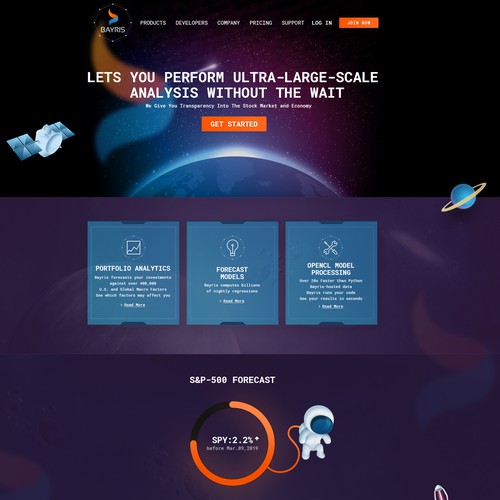 BAYRIS
PRODUCTS DEVELOPERS COMPANY PRICING SUPPORT LOG IN JOIN NOW
LETS YOU PERFORM ULTRA-LARGE-SCALE
ANALYSIS WITHOUT THE WAIT
We Give You Transparency Into The Stock Market and Economy
GET STARTED
PORTFOLIO ANALYTICS
Bayris forecasts your investments
against over 400,000
U.S. and Global Macro factors
See which factors may affect you
> Read More
FORECAST
MODELS
Bayris computes billions
of nightly regressions
> Read More
OPENCL MODEL
PROCESSING
Over 20x faster than Python
Bayris-hosted data
Bayris runs your code
See your results in seconds
> Read More
S&P-500 FORECAST
SPY:2.2%+
before Mar.09,2019